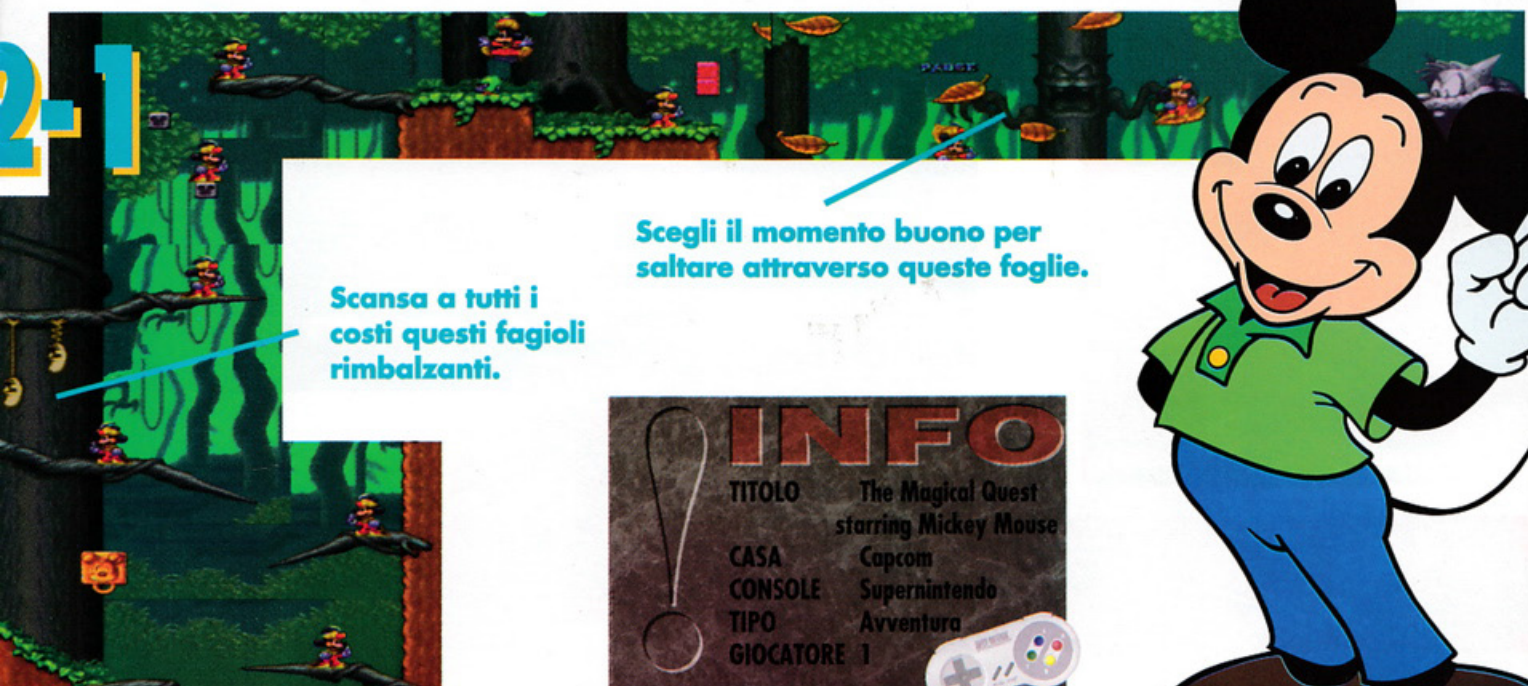 2-1
PAUSE
Scegli il momento buono per
saltare attraverso queste foglie.
Scansa a tutti i
costi questi fagioli
rimbalzanti.
INFO
TITOLO The Magical Quest
starring Mickey Mouse
CASA Capcom
CONSOLE Supernintendo
TIPO Avventura
GIOCATORE 1